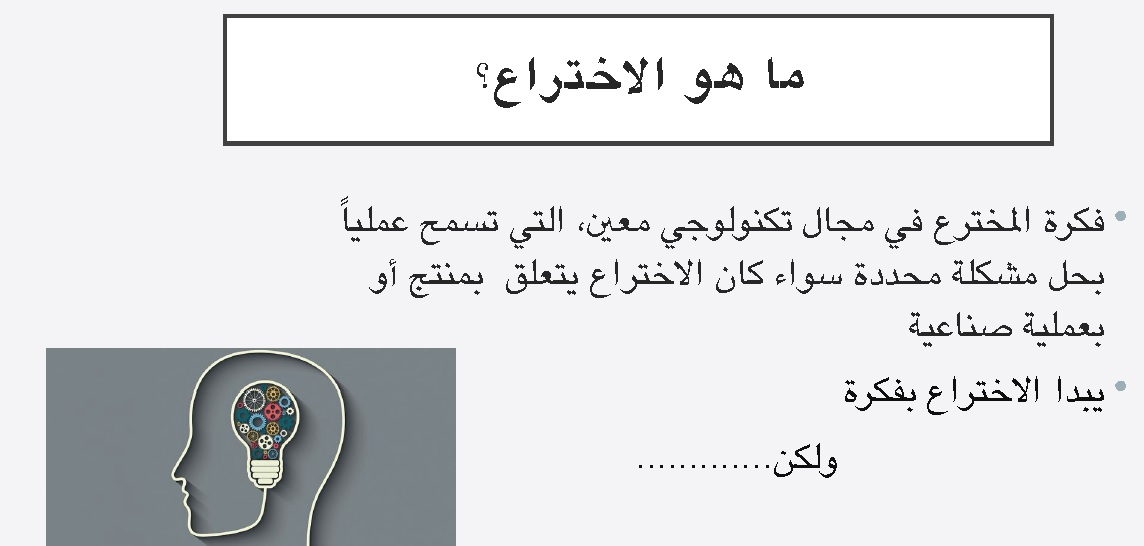 ما هو الاختراع؟
فكرة المخترع في مجال تكنولوجي معين، التي تسمح عملياً
بحل مشكلة محددة سواء كان الاختراع يتعلق بمنتج أو
بعملية صناعية
يبدا الاختراع بفكرة
ولكن.............